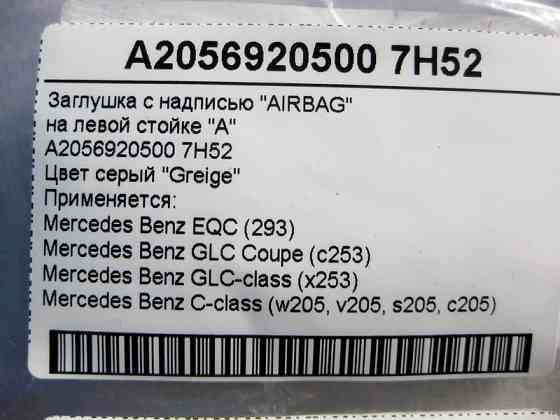 A2056920500 7H52
Заглушка с надписью "AIRBAG"
на левой стойке "А"
A2056920500 7H52
Цвет серый "Greige"
Применяется:
Mercedes Benz EQC (293)
Mercedes Benz GLC Coupe (c253)
Mercedes Benz GLC-class (x253)
Mercedes Benz C-class (w205, v205, s205, c205)